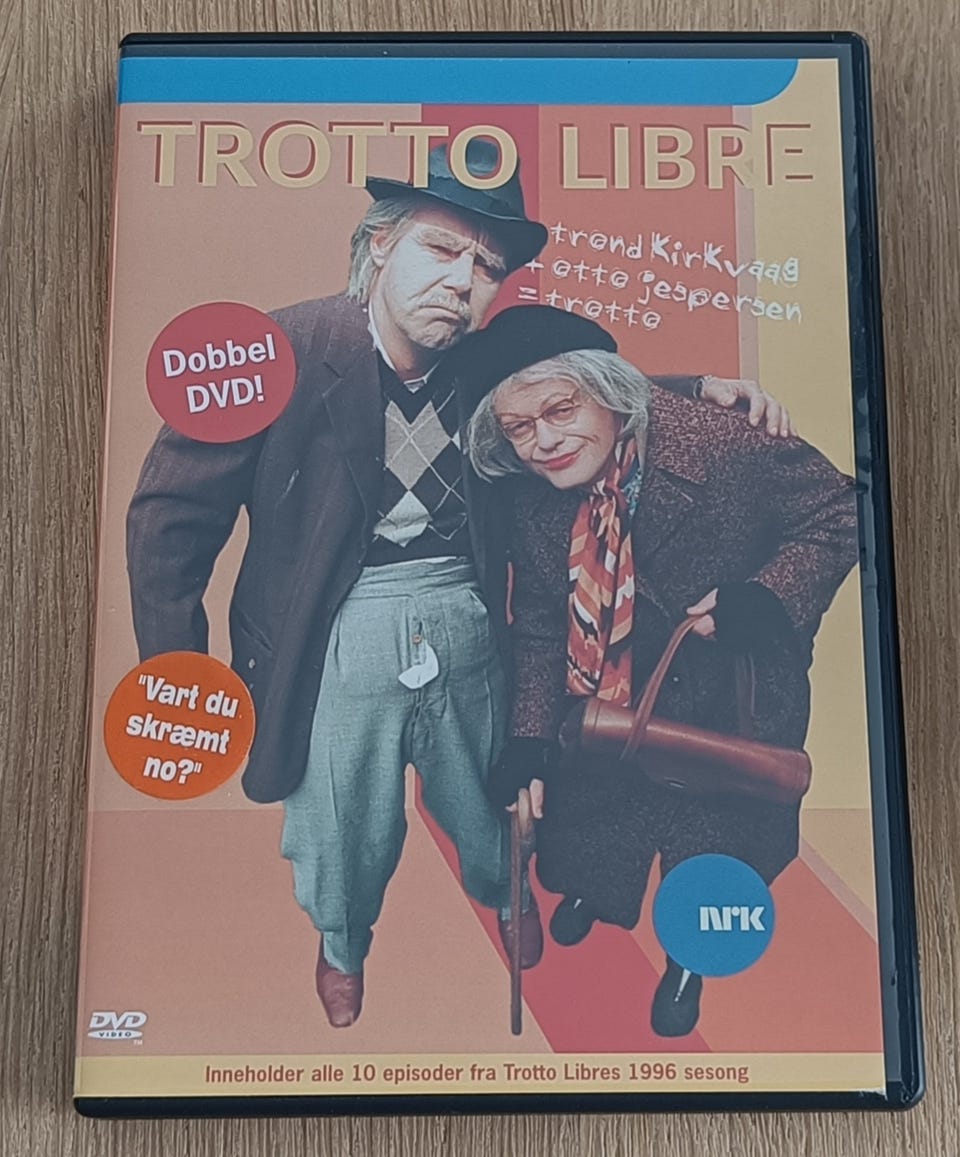 TROTTO LIBRE
trond Kirkvaag
+ otto jespersen
= trotto
Dobbel
DVD!
"Vart du
skræmt
no?"
NRK
DVD
VIDEO
TM
Inneholder alle 10 episoder fra Trotto Libres 1996 sesong